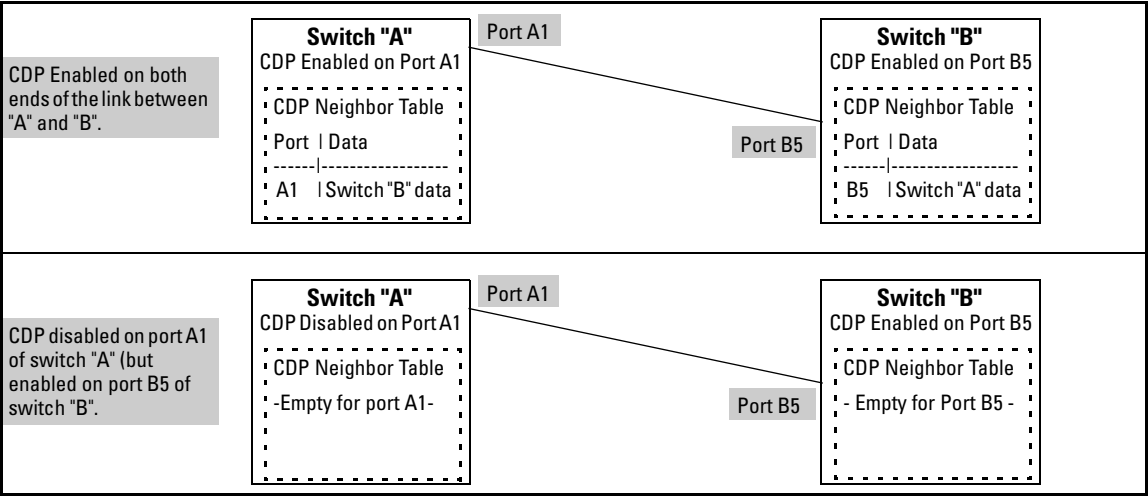 CDP Enabled on both
ends of the link between
"A" and "B".
Switch "A"
CDP Enabled on Port A1
CDP Neighbor Table
Port | Data
------|------------------
A1 | Switch "B" data
Port A1
Port B5
Switch "B"
CDP Enabled on Port B5
CDP Neighbor Table
Port | Data
------|------------------
B5 | Switch "A" data
CDP disabled on port A1
of switch "A" (but
enabled on port B5 of
switch "B".
Switch "A"
CDP Disabled on Port A1
CDP Neighbor Table
-Empty for port A1-
Port A1
Port B5
Switch "B"
CDP Enabled on Port B5
CDP Neighbor Table
- Empty for Port B5 -